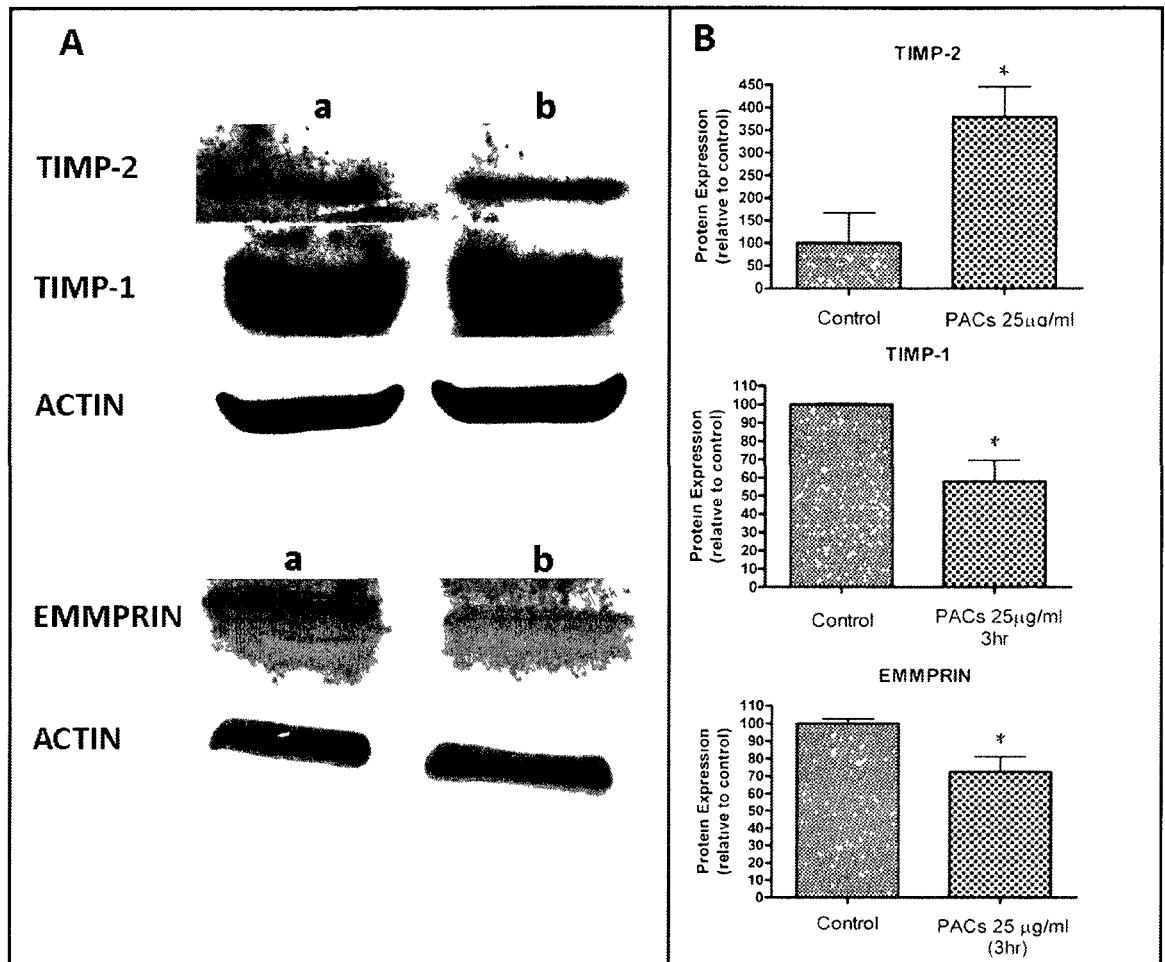 A
a b
TIMP-2
TIMP-1
ACTIN
a b
EMMPRIN
ACTIN
B
TIMP-2
Protein Expression
(relative to control)
450
400
350
300
250
200
150
100
50
0
*
Control PACs 25µg/ml
TIMP-1
Protein Expression
(relative to control)
110
100
90
80
70
60
50
40
30
20
10
0
*
Control PACs 25µg/ml
3hr
EMMPRIN
Protein Expression
(relative to control)
110
100
90
80
70
60
50
40
30
20
10
0
*
Control PACs 25 µg/ml
(3hr)